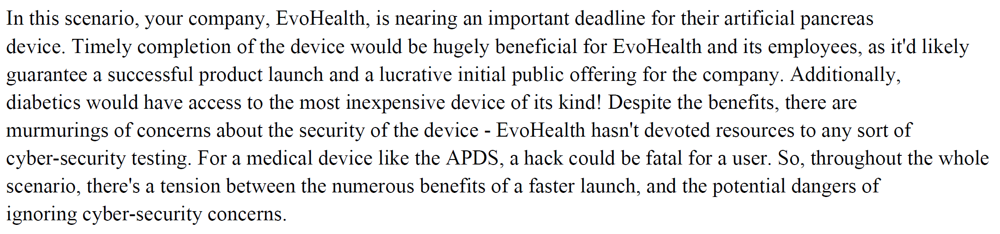 In this scenario, your company, EvoHealth, is nearing an important deadline for their artificial pancreas
device. Timely completion of the device would be hugely beneficial for EvoHealth and its employees, as it'd likely
guarantee a successful product launch and a lucrative initial public offering for the company. Additionally,
diabetics would have access to the most inexpensive device of its kind! Despite the benefits, there are
murmurings of concerns about the security of the device - EvoHealth hasn't devoted resources to any sort of
cyber-security testing. For a medical device like the APDS, a hack could be fatal for a user. So, throughout the whole
scenario, there's a tension between the numerous benefits of a faster launch, and the potential dangers of
ignoring cyber-security concerns.